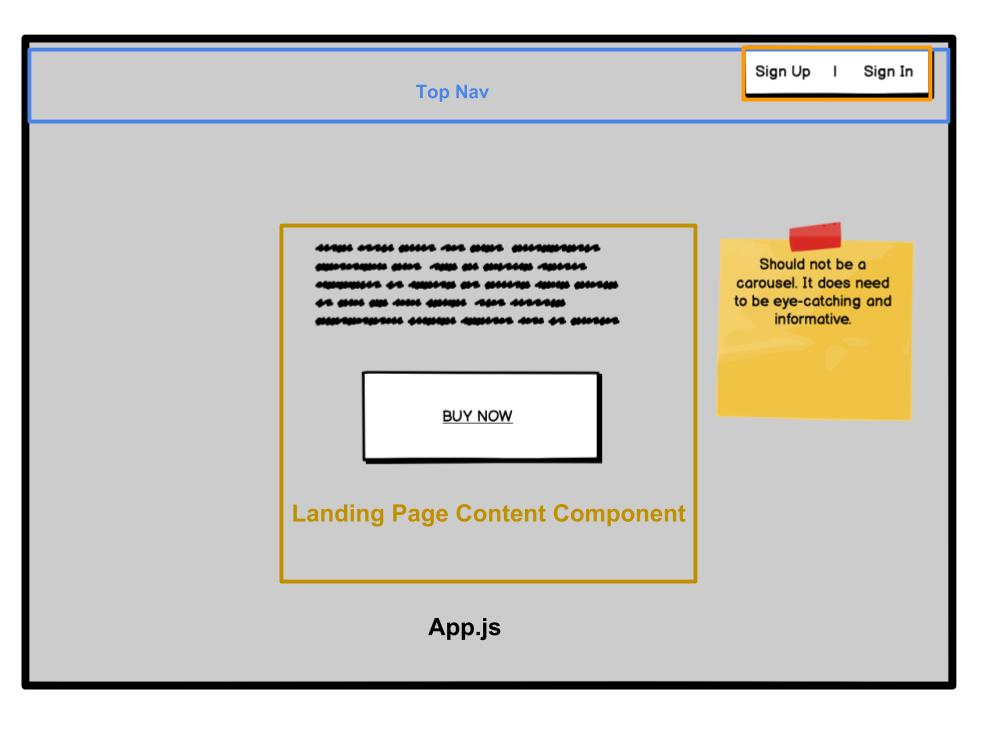 Sign Up | Sign In
Top Nav
Should not be a
carousel. It does need
to be eye-catching and
informative.
BUY NOW
Landing Page Content Component
App.js